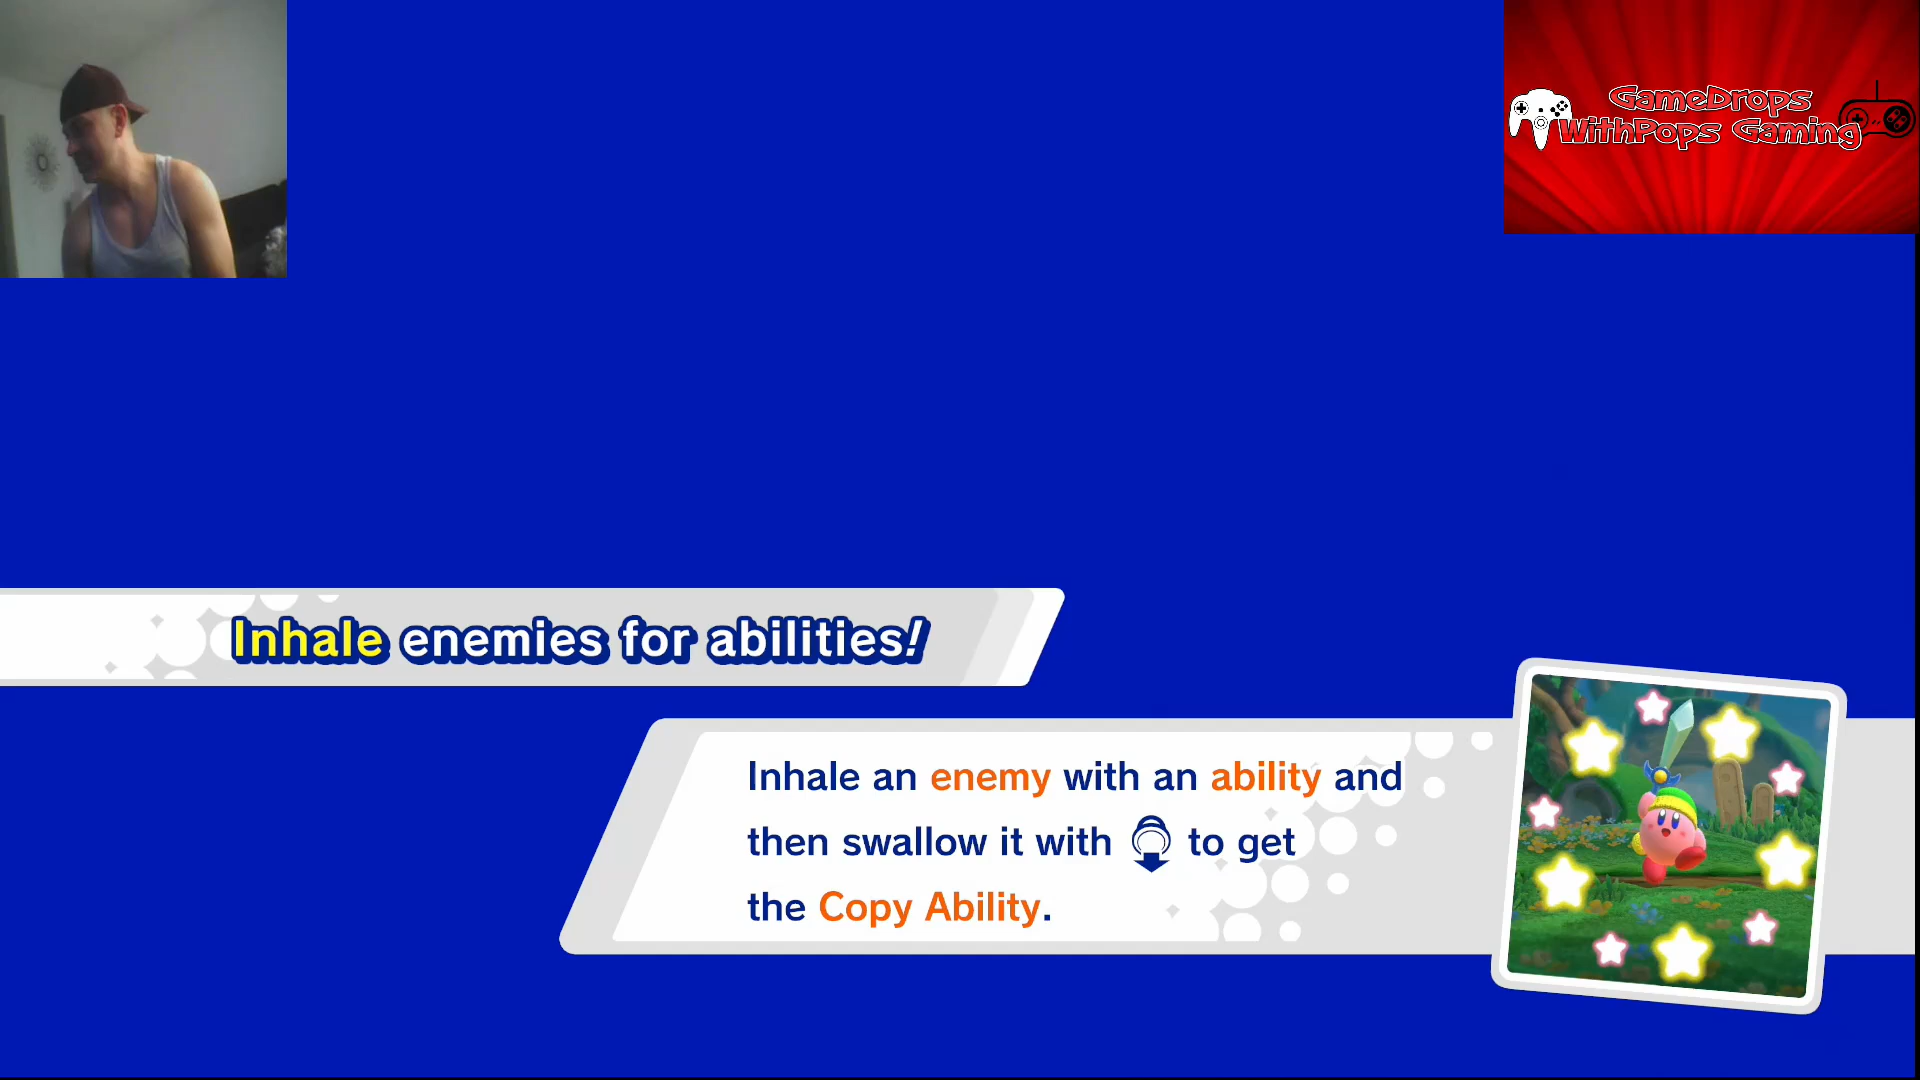 GameDrops
WithPops Gaming
Inhale enemies for abilities!
Inhale an enemy with an ability and
then swallow it with to get
the Copy Ability.